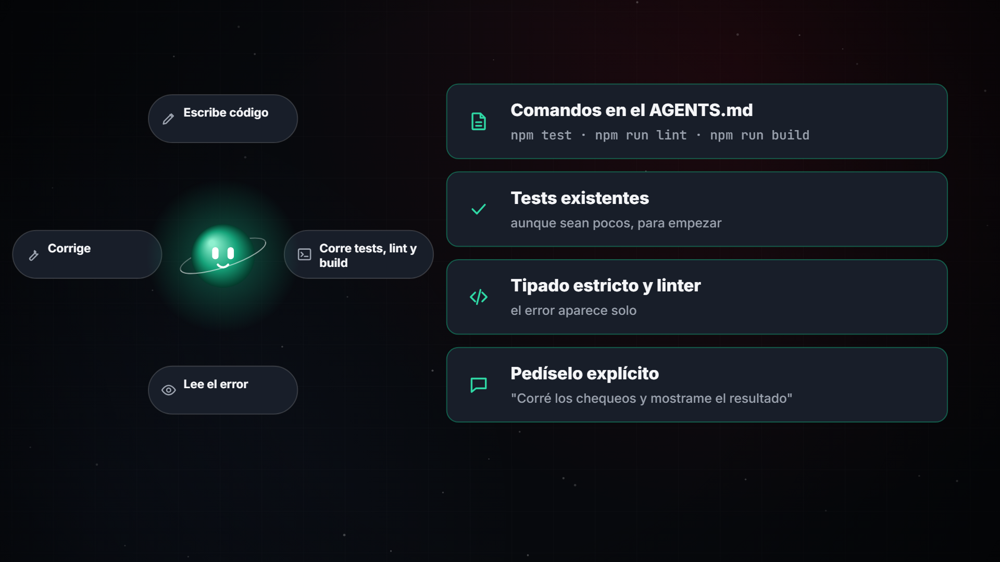 Escribe código
Corrige
Corre tests, lint y
build
Lee el error
Comandos en el AGENTS.md
npm test · npm run lint · npm run build
Tests existentes
aunque sean pocos, para empezar
Tipado estricto y linter
el error aparece solo
Pedíselo explícito
"Corré los chequeos y mostrame el resultado"